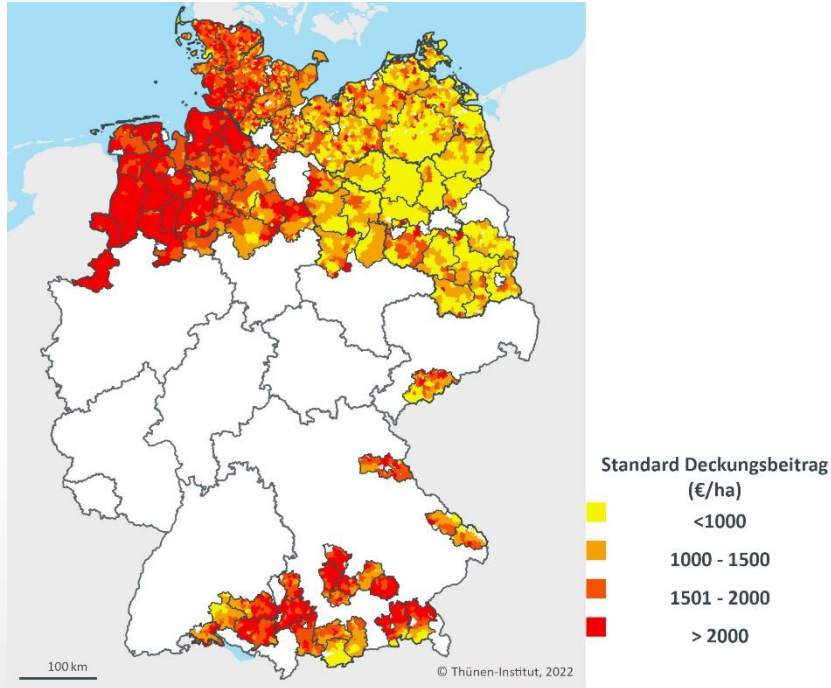 Standard Deckungsbeitrag
(€/ha)
<1000
1000 - 1500
1501 - 2000
> 2000
100 km
© Thünen-Institut, 2022